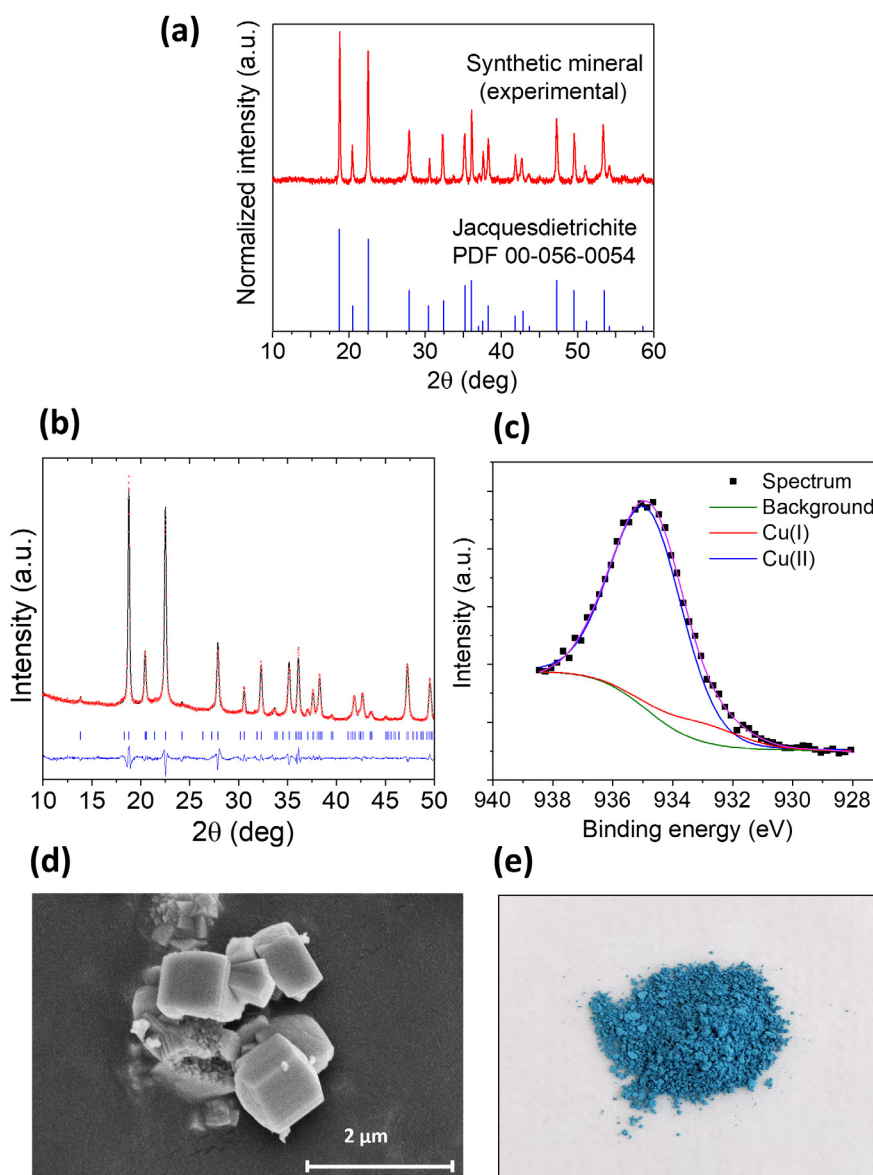 (a)
Normalized intensity (a.u.)
Synthetic mineral
(experimental)
Jacquesdietrichite
PDF 00-056-0054
10 20 30 40 50 60
2θ (deg)
(b)
Intensity (a.u.)
10 15 20 25 30 35 40 45 50
2θ (deg)
(c)
Intensity (a.u.)
Spectrum
Background
Cu(I)
Cu(II)
940 938 936 934 932 930 928
Binding energy (eV)
(d)
2 µm
(e)